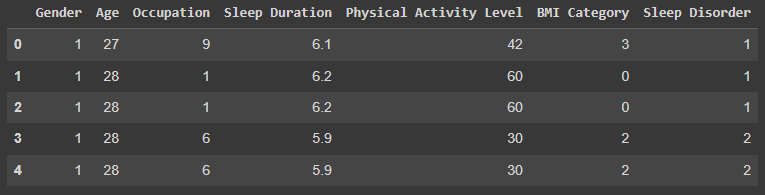 Gender Age Occupation Sleep Duration Physical Activity Level BMI Category Sleep Disorder
0 1 27 9 6.1 42 3 1
1 1 28 1 6.2 60 0 1
2 1 28 1 6.2 60 0 1
3 1 28 6 5.9 30 2 2
4 1 28 6 5.9 30 2 2